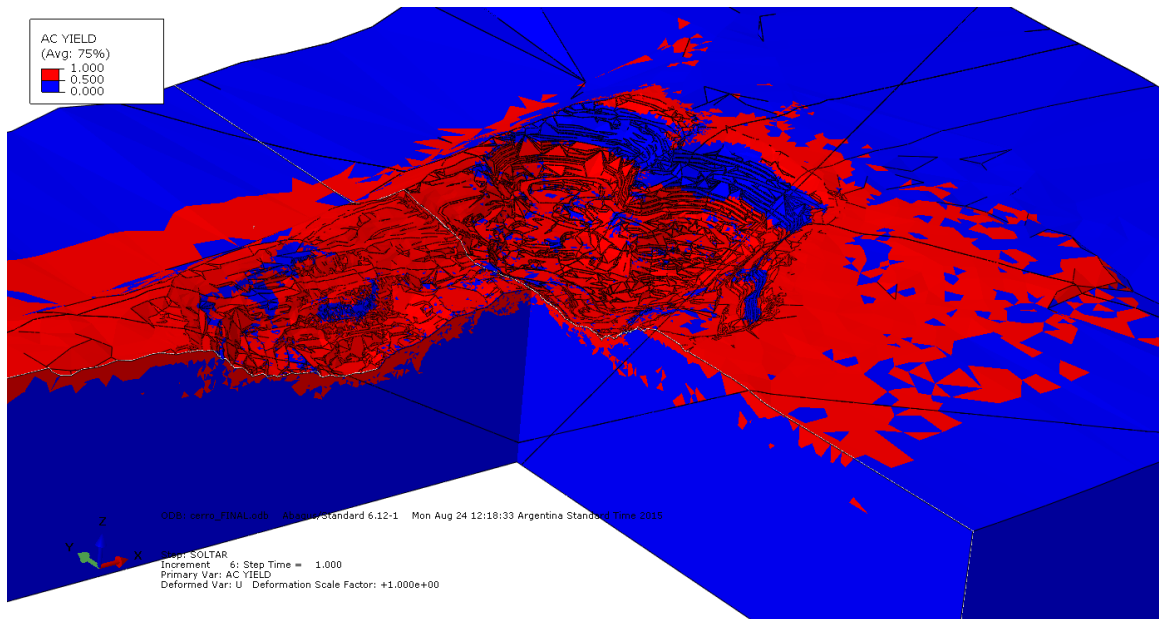 AC YIELD
(Avg: 75%)
1.000
0.500
0.000
Standard 6.12-1 Mon Aug 24 12:18:33 Argentina Standard Time 2015
Z
Y
X
SOLTAR
Increment 6: Step Time = 1.000
Primary Var: AC YIELD
Deformed Var: U Deformation Scale Factor: +1.000e+00